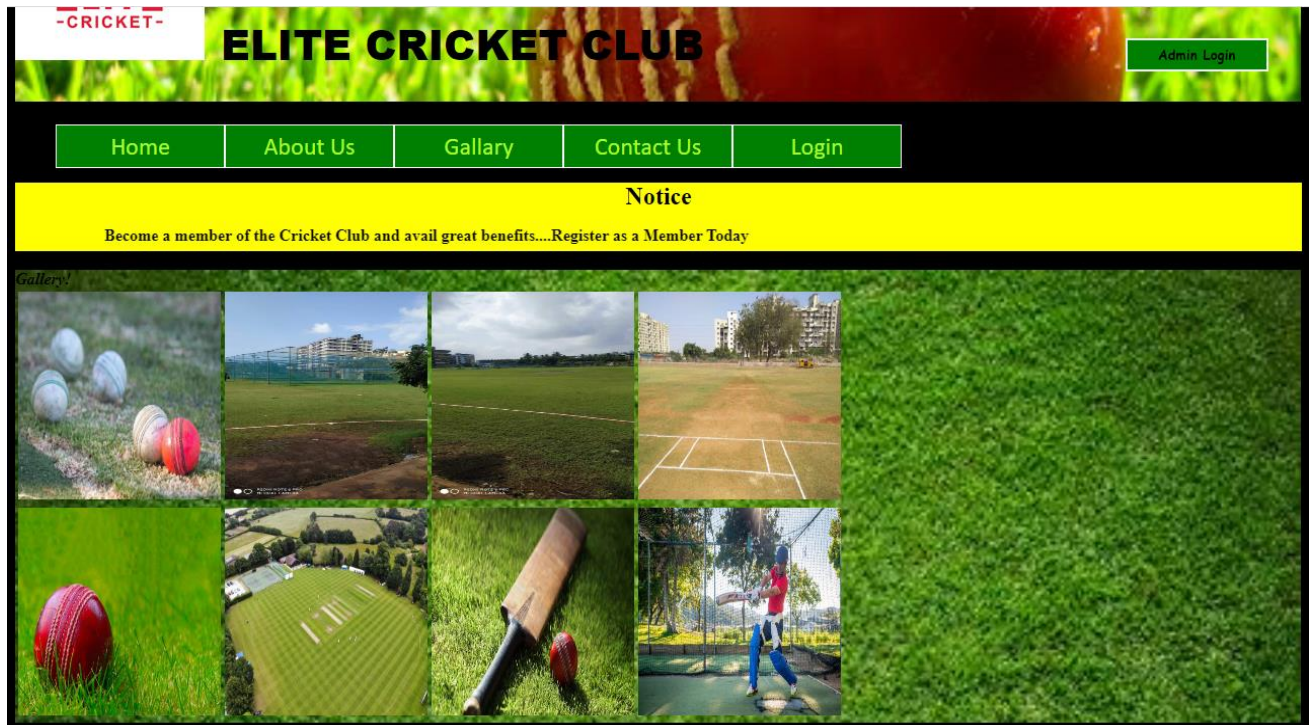 -CRICKET-
ELITE CRICKET CLUB
Admin Login
Home About Us Gallary Contact Us Login
Notice
Become a member of the Cricket Club and avail great benefits....Register as a Member Today
Gallery!